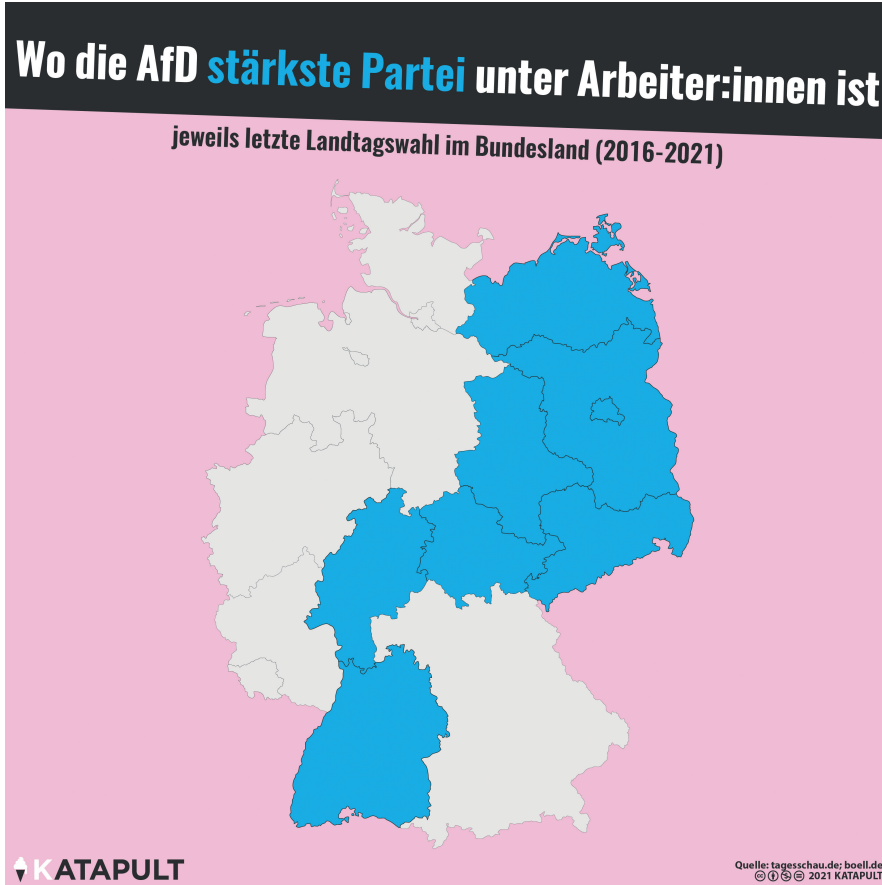 Wo die AfD stärkste Partei unter Arbeiter:innen ist
jeweils letzte Landtagswahl im Bundesland (2016-2021)
KATAPULT
Quelle: tagesschau.de; boell.de
2021 KATAPULT